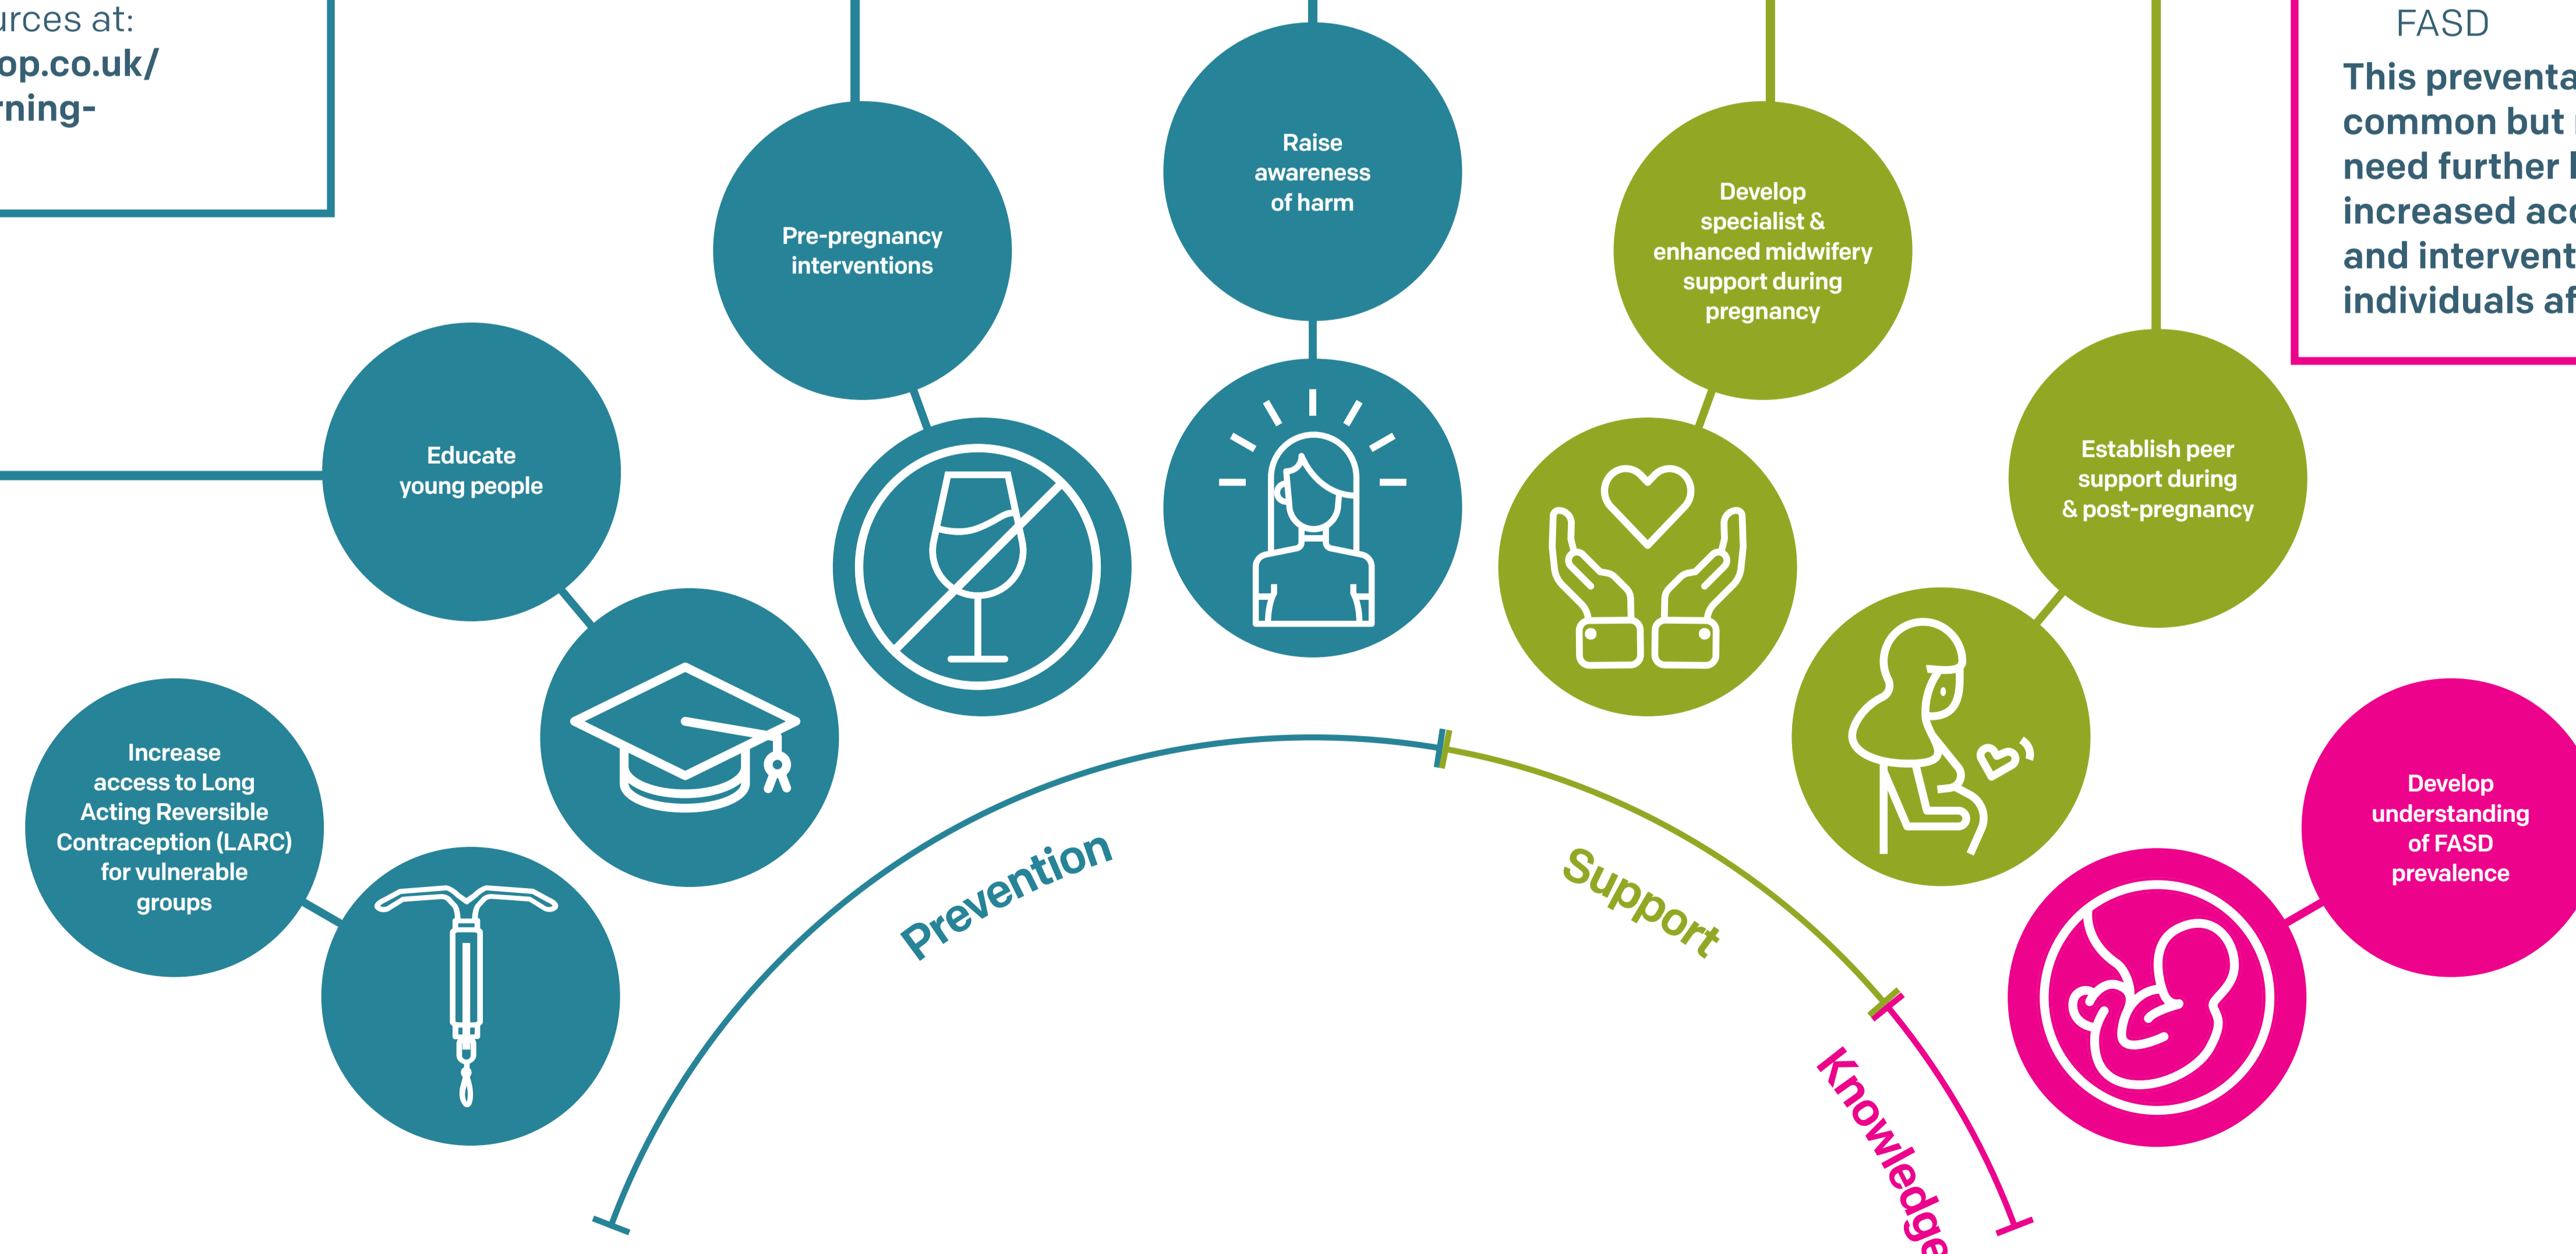 urces at:
op.co.uk/
rning-
FASD
This preventa
common but
need further
increased acc
and intervent
individuals af
Raise
awareness
of harm
Pre-pregnancy
interventions
Develop
specialist &
enhanced midwifery
support during
pregnancy
Educate
young people
Establish peer
support during
& post-pregnancy
Increase
access to Long
Acting Reversible
Contraception (LARC)
for vulnerable
groups
Develop
understanding
of FASD
prevalence
Prevention
Support
Knowledge